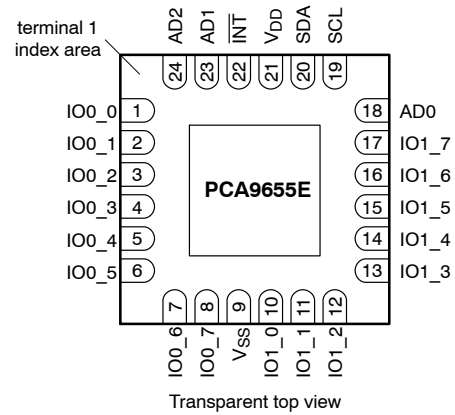 terminal 1
index area
AD2
AD1
INT
VDD
SDA
SCL
24
23
22
21
20
19
IO0_0 1
IO0_1 2
IO0_2 3
IO0_3 4
IO0_4 5
IO0_5 6
PCA9655E
18 AD0
17 IO1_7
16 IO1_6
15 IO1_5
14 IO1_4
13 IO1_3
7
8
9
10
11
12
IO0_6
IO0_7
VSS
IO1_0
IO1_1
IO1_2
Transparent top view